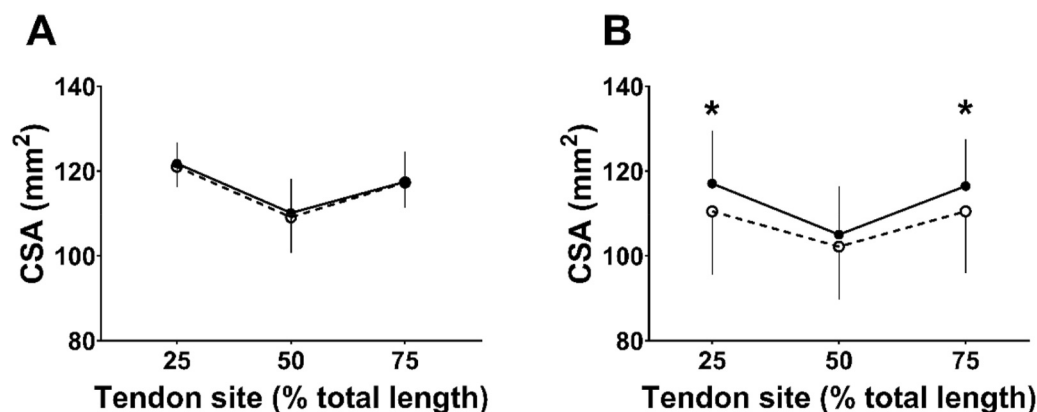 A
CSA (mm²)
140
120
100
80
25 50 75
Tendon site (% total length)
B
CSA (mm²)
140
120
100
80
* *
25 50 75
Tendon site (% total length)